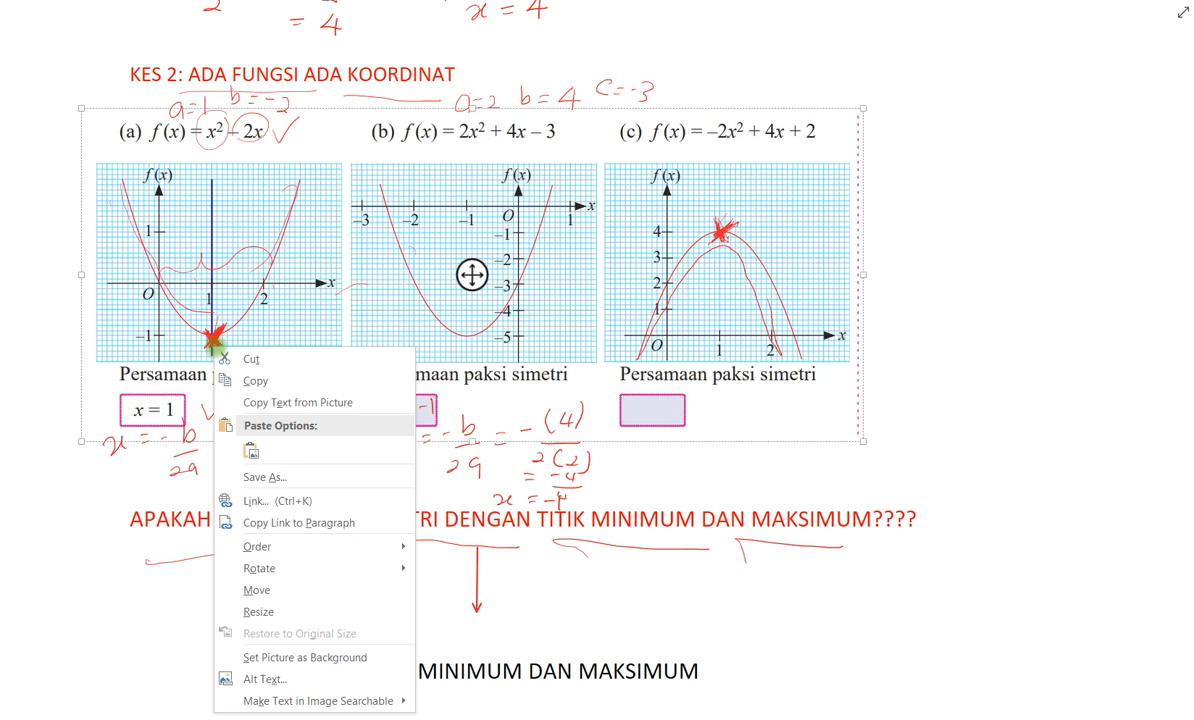 2
= 4
x = 4
KES 2: ADA FUNGSI ADA KOORDINAT
a=1 b=-2
a=2 b=4 c=-3
(a) f(x) = x² – 2x
(b) f(x) = 2x² + 4x – 3
(c) f(x) = –2x² + 4x + 2
f(x)
1
O
1
2
x
–1
f(x)
–3
–2
–1
O
1
x
–1
–2
–3
–4
–5
f(x)
4
3
2
1
O
1
2
x
Persamaan
maan paksi simetri
Persamaan paksi simetri
x = 1
-1
x = -b
2a
= -b = -(4)
2a 2(2)
= -4
x = -1
APAKAH
TRI DENGAN TITIK MINIMUM DAN MAKSIMUM????
MINIMUM DAN MAKSIMUM
Cut
Copy
Copy Text from Picture
Paste Options:
Save As...
Link... (Ctrl+K)
Copy Link to Paragraph
Order
Rotate
Move
Resize
Restore to Original Size
Set Picture as Background
Alt Text...
Make Text in Image Searchable